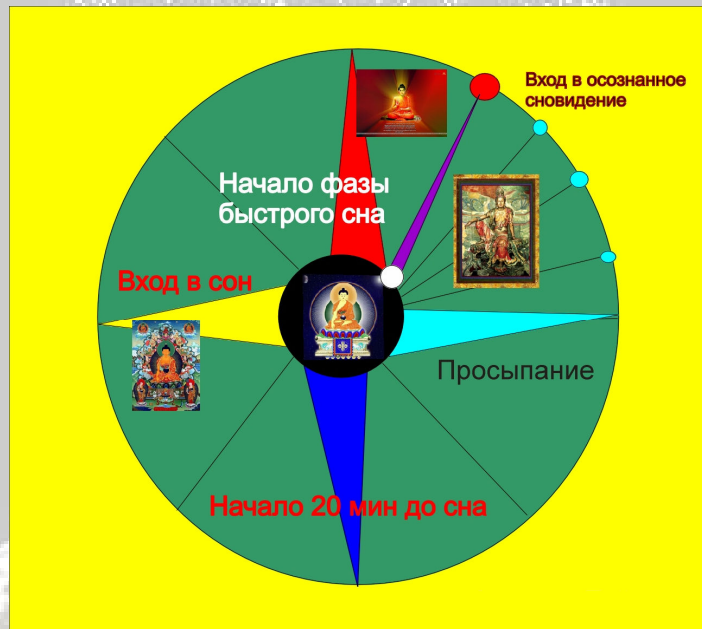 Вход в осознанное
сновидение
Начало фазы
быстрого сна
Вход в сон
Просыпание
Начало 20 мин до сна